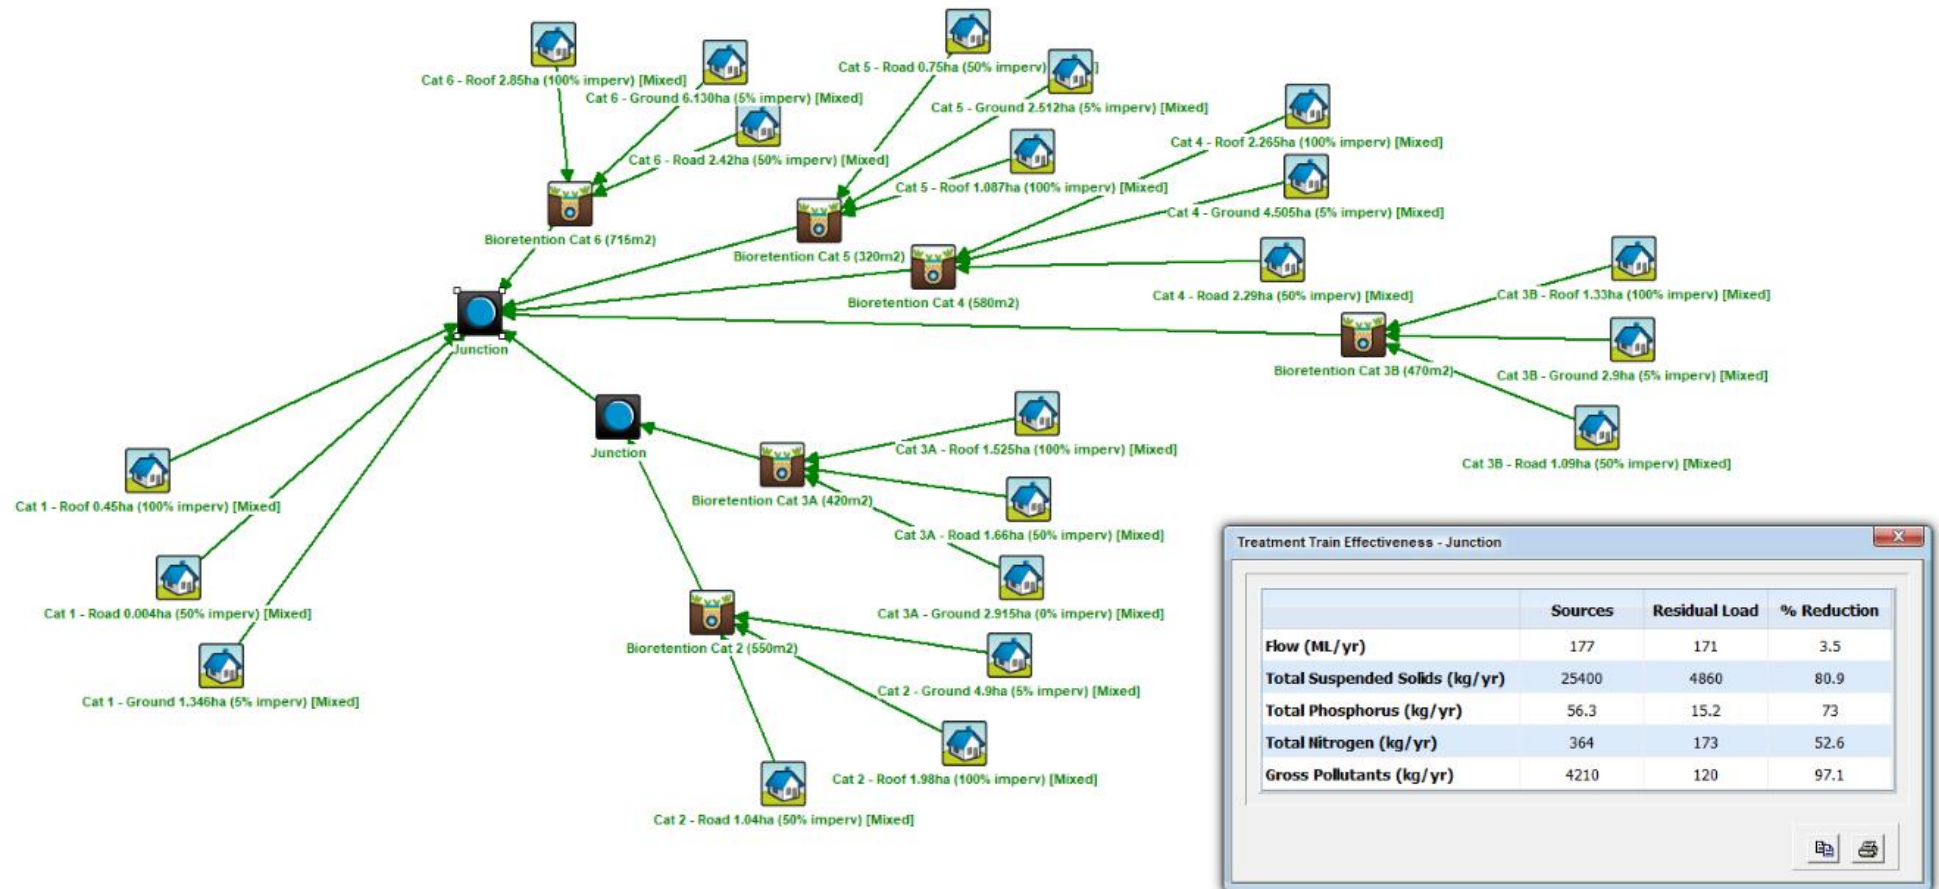 Cat 6 - Roof 2.85ha (100% imperv) [Mixed]
Cat 6 - Ground 6.130ha (5% imperv) [Mixed]
Cat 6 - Road 2.42ha (50% imperv) [Mixed]
Bioretention Cat 6 (715m2)
Cat 5 - Road 0.75ha (50% imperv)
Cat 5 - Ground 2.512ha (5% imperv) [Mixed]
Cat 5 - Roof 1.087ha (100% imperv) [Mixed]
Bioretention Cat 5 (320m2)
Cat 4 - Roof 2.265ha (100% imperv) [Mixed]
Cat 4 - Ground 4.505ha (5% imperv) [Mixed]
Cat 4 - Road 2.29ha (50% imperv) [Mixed]
Bioretention Cat 4 (580m2)
Cat 3B - Roof 1.33ha (100% imperv) [Mixed]
Cat 3B - Ground 2.9ha (5% imperv) [Mixed]
Cat 3B - Road 1.09ha (50% imperv) [Mixed]
Bioretention Cat 3B (470m2)
Junction
Junction
Cat 3A - Roof 1.525ha (100% imperv) [Mixed]
Bioretention Cat 3A (420m2)
Cat 3A - Road 1.66ha (50% imperv) [Mixed]
Cat 3A - Ground 2.915ha (0% imperv) [Mixed]
Cat 1 - Roof 0.45ha (100% imperv) [Mixed]
Cat 1 - Road 0.004ha (50% imperv) [Mixed]
Cat 1 - Ground 1.346ha (5% imperv) [Mixed]
Bioretention Cat 2 (550m2)
Cat 2 - Ground 4.9ha (5% imperv) [Mixed]
Cat 2 - Roof 1.98ha (100% imperv) [Mixed]
Cat 2 - Road 1.04ha (50% imperv) [Mixed]
Treatment Train Effectiveness - Junction
Sources Residual Load % Reduction
Flow (ML/yr) 177 171 3.5
Total Suspended Solids (kg/yr) 25400 4860 80.9
Total Phosphorus (kg/yr) 56.3 15.2 73
Total Nitrogen (kg/yr) 364 173 52.6
Gross Pollutants (kg/yr) 4210 120 97.1